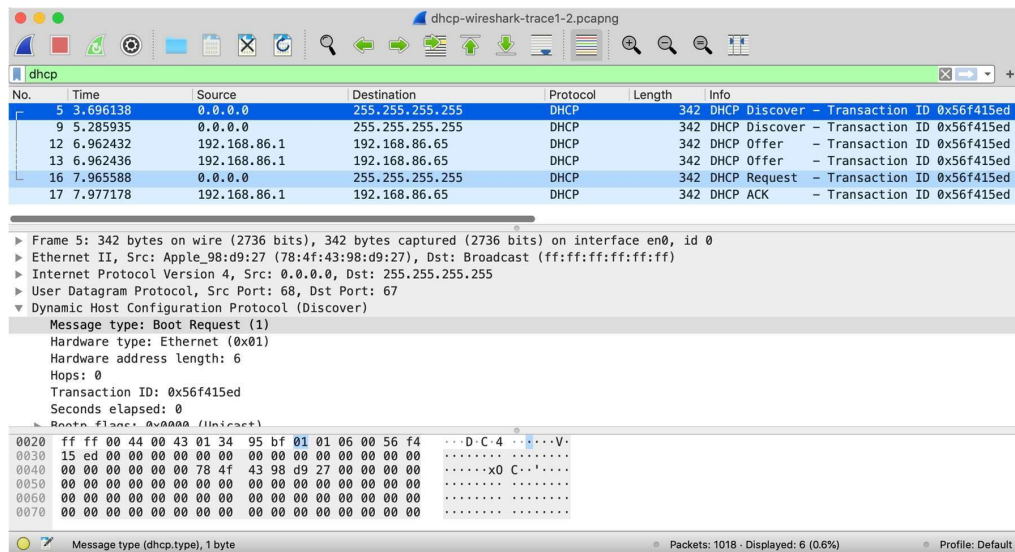 dhcp-wireshark-trace1-2.pcapng
dhcp
No. Time Source Destination Protocol Length Info
5 3.696138 0.0.0.0 255.255.255.255 DHCP 342 DHCP Discover – Transaction ID 0x56f415ed
9 5.285935 0.0.0.0 255.255.255.255 DHCP 342 DHCP Discover – Transaction ID 0x56f415ed
12 6.962432 192.168.86.1 192.168.86.65 DHCP 342 DHCP Offer – Transaction ID 0x56f415ed
13 6.962436 192.168.86.1 192.168.86.65 DHCP 342 DHCP Offer – Transaction ID 0x56f415ed
16 7.965588 0.0.0.0 255.255.255.255 DHCP 342 DHCP Request – Transaction ID 0x56f415ed
17 7.977178 192.168.86.1 192.168.86.65 DHCP 342 DHCP ACK – Transaction ID 0x56f415ed
Frame 5: 342 bytes on wire (2736 bits), 342 bytes captured (2736 bits) on interface en0, id 0
Ethernet II, Src: Apple_98:d9:27 (78:4f:43:98:d9:27), Dst: Broadcast (ff:ff:ff:ff:ff:ff)
Internet Protocol Version 4, Src: 0.0.0.0, Dst: 255.255.255.255
User Datagram Protocol, Src Port: 68, Dst Port: 67
Dynamic Host Configuration Protocol (Discover)
Message type: Boot Request (1)
Hardware type: Ethernet (0x01)
Hardware address length: 6
Hops: 0
Transaction ID: 0x56f415ed
Seconds elapsed: 0
Bootp flags: 0x0000 (Unicast)
0020 ff ff 00 44 00 43 01 34 95 bf 01 01 06 00 56 f4 ···D·C·4 ······V·
0030 15 ed 00 00 00 00 00 00 00 00 00 00 00 00 00 00 ········ ········
0040 00 00 00 00 00 00 78 4f 43 98 d9 27 00 00 00 00 ······xO C··'····
0050 00 00 00 00 00 00 00 00 00 00 00 00 00 00 00 00 ········ ········
0060 00 00 00 00 00 00 00 00 00 00 00 00 00 00 00 00 ········ ········
0070 00 00 00 00 00 00 00 00 00 00 00 00 00 00 00 00 ········ ········
Message type (dhcp.type), 1 byte Packets: 1018 · Displayed: 6 (0.6%) Profile: Default